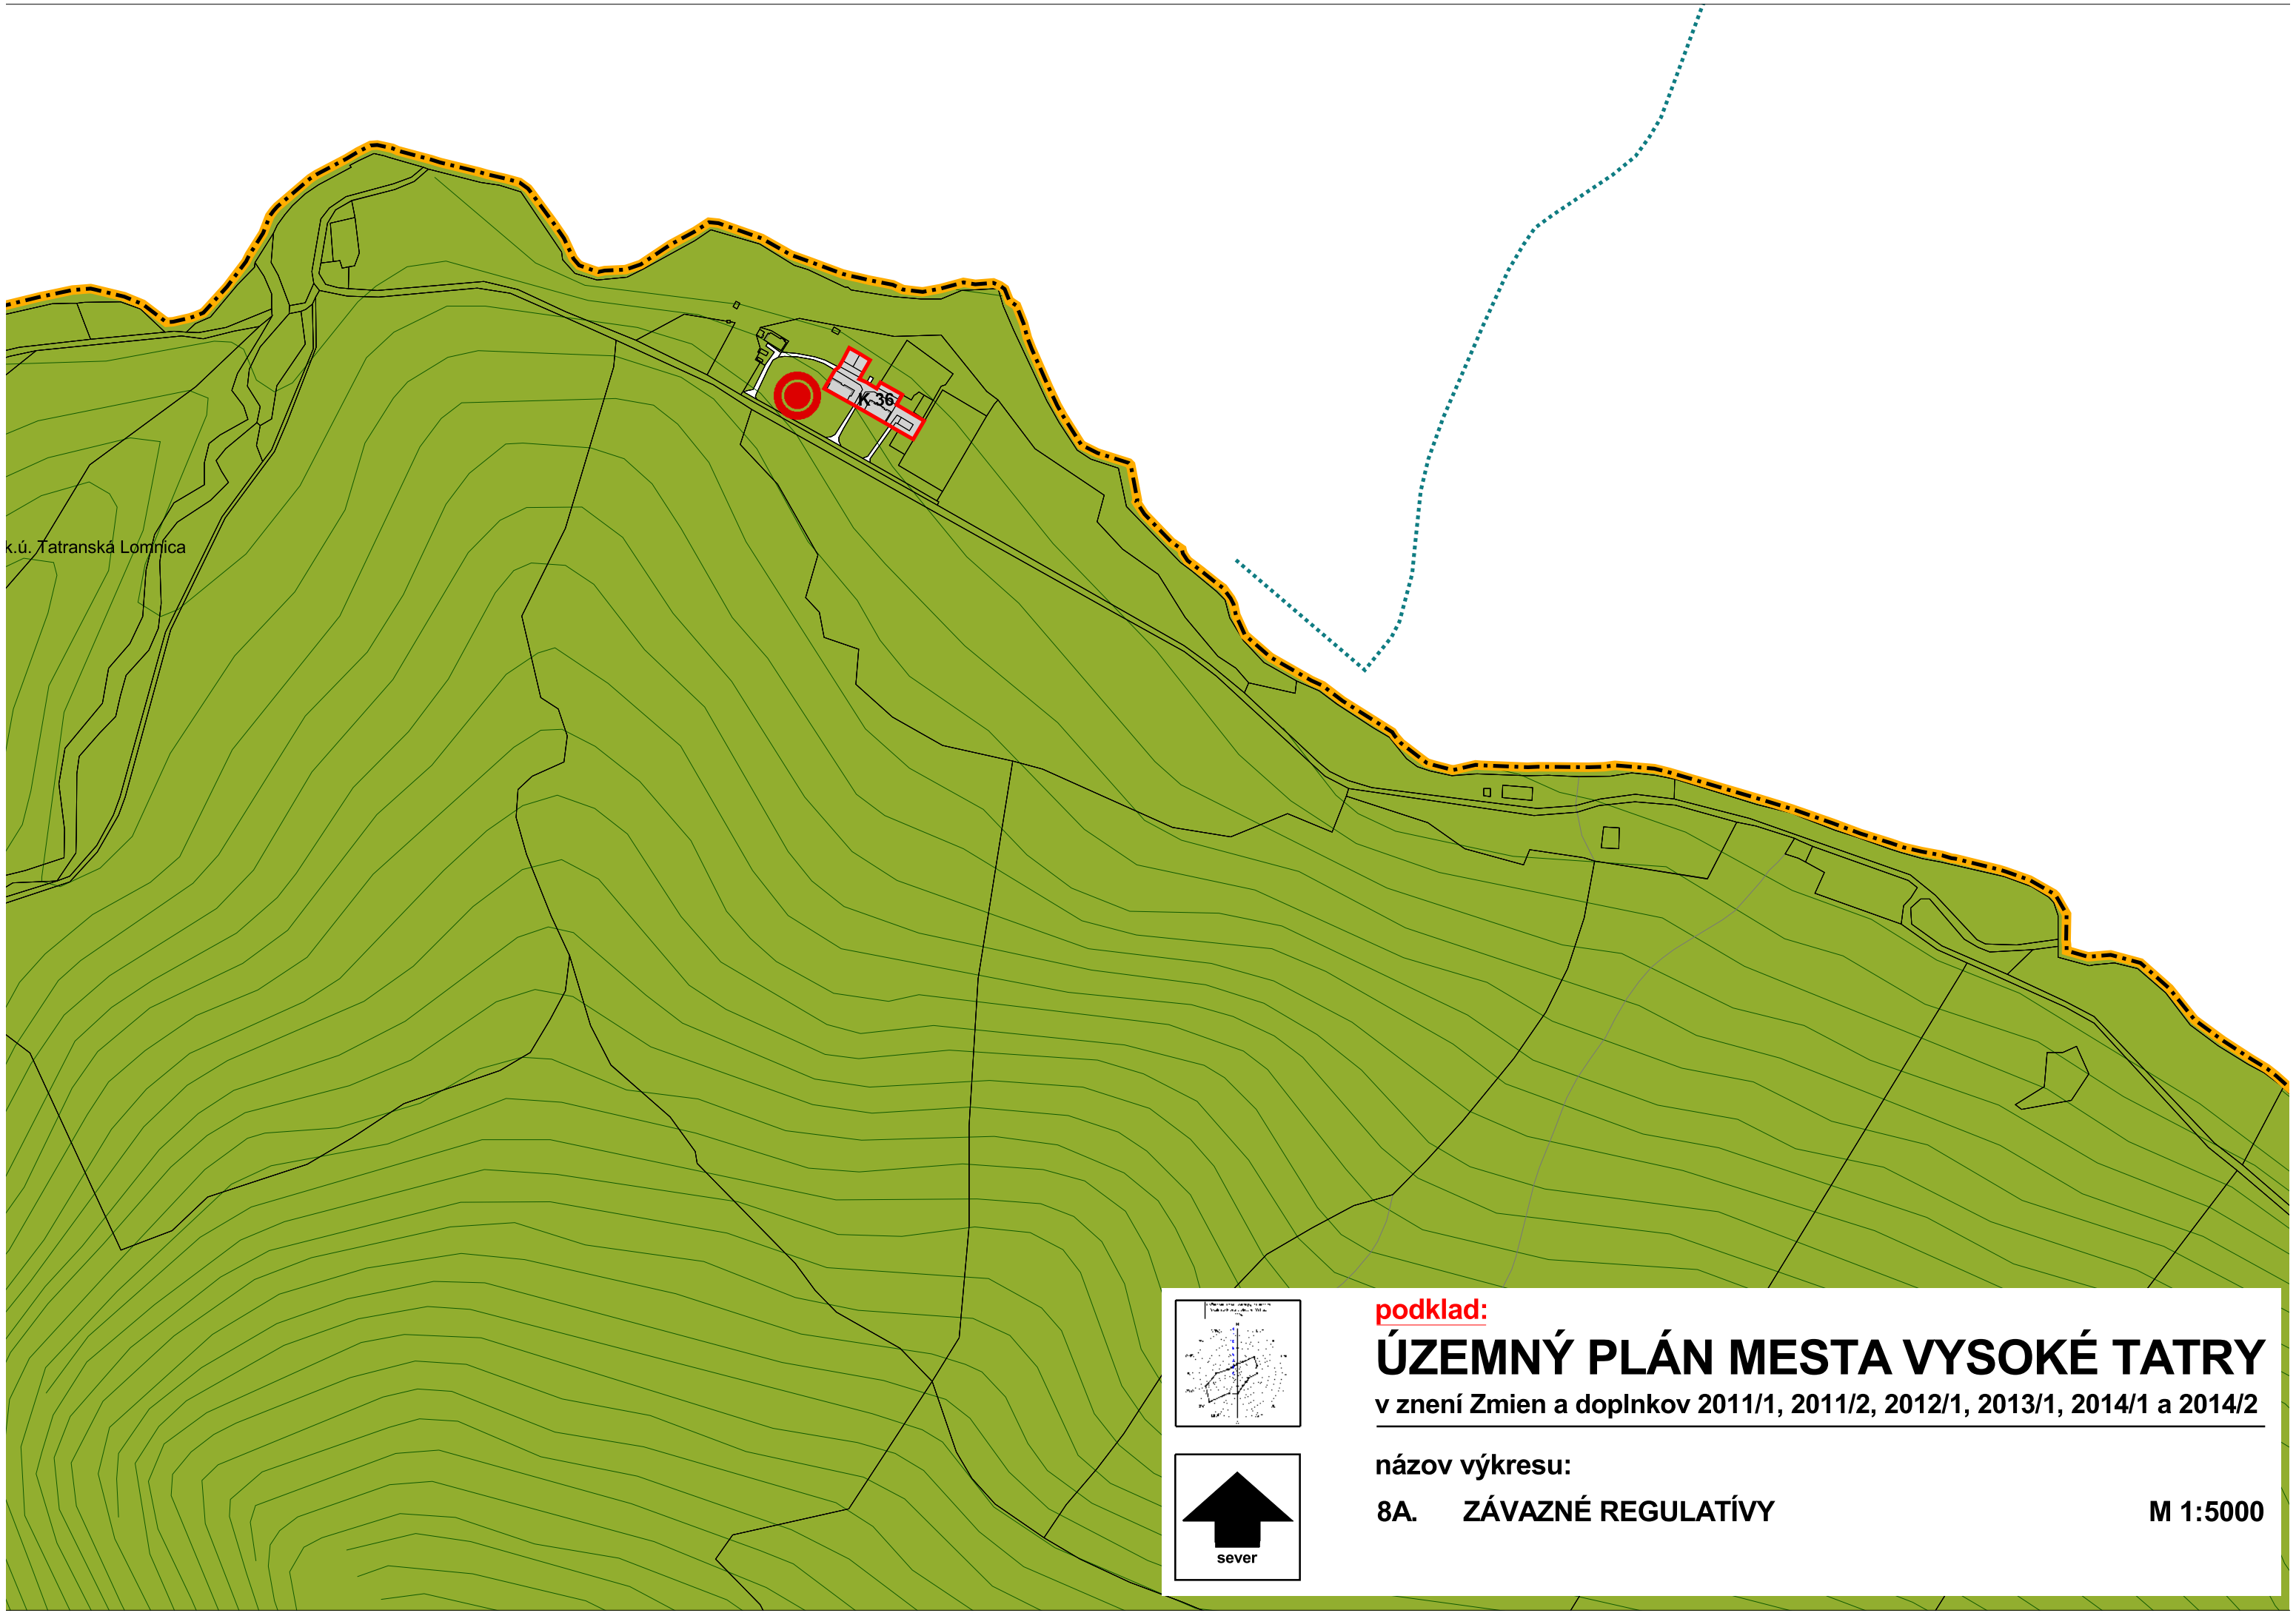 K 36
k.ú. Tatranská Lomnica
podklad:
ÚZEMNÝ PLÁN MESTA VYSOKÉ TATRY
v znení Zmien a doplnkov 2011/1, 2011/2, 2012/1, 2013/1, 2014/1 a 2014/2
názov výkresu:
8A. ZÁVAZNÉ REGULATÍVY M 1:5000
sever